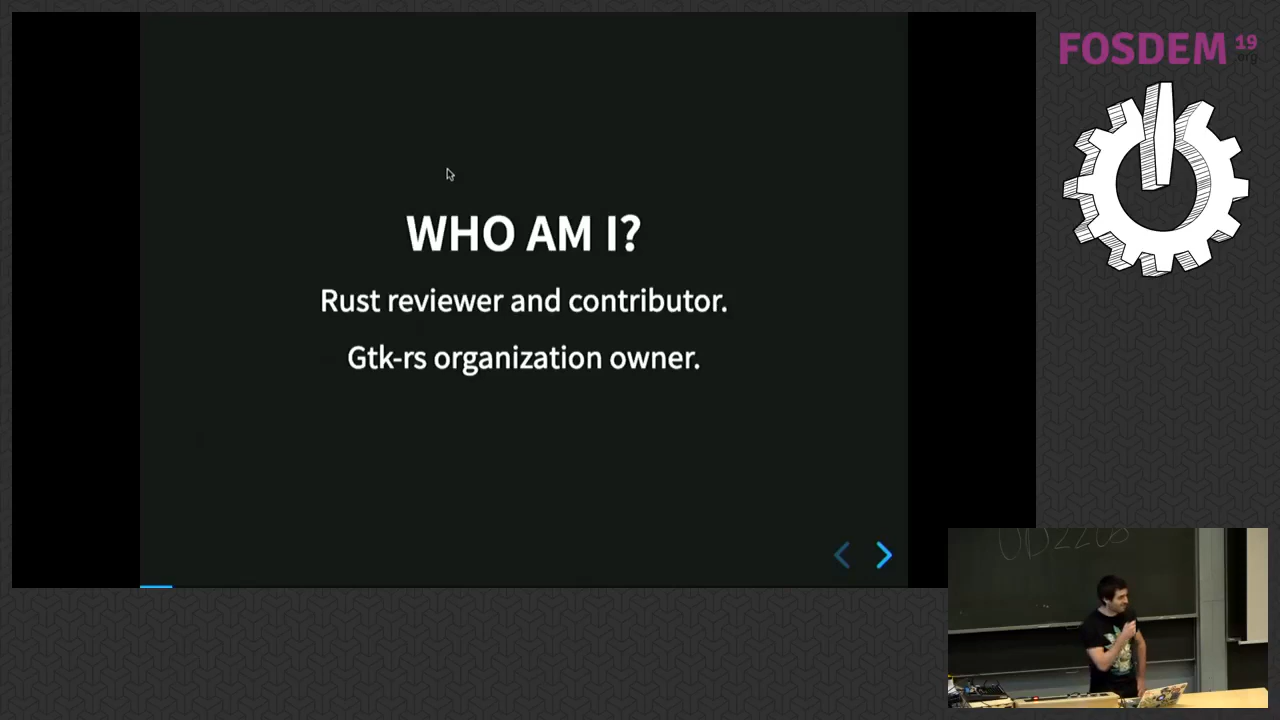 FOSDEM 19
.org
WHO AM I?
Rust reviewer and contributor.
Gtk-rs organization owner.